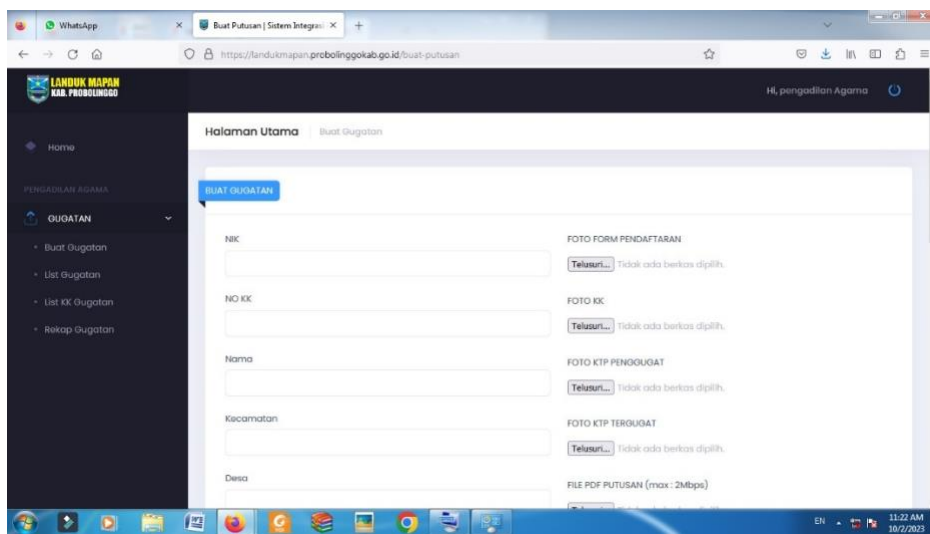 WhatsApp
Buat Putusan | Sistem Integrasi
https://landukmapan.probolinggokab.go.id/buat-putusan
LANDUK MAPAN
KAB. PROBOLINGGO
Hi, pengadilan Agama
Home
PENGADILAN AGAMA
GUGATAN
Buat Gugatan
List Gugatan
List KK Gugatan
Rekap Gugatan
Halaman Utama
Buat Gugatan
BUAT GUGATAN
NIK
NO KK
Nama
Kecamatan
Desa
FOTO FORM PENDAFTARAN
Telusuri... Tidak ada berkas dipilih.
FOTO KK
Telusuri... Tidak ada berkas dipilih.
FOTO KTP PENGGUGAT
Telusuri... Tidak ada berkas dipilih.
FOTO KTP TERGUGAT
Telusuri... Tidak ada berkas dipilih.
FILE PDF PUTUSAN (max : 2Mbps)
EN
11:22 AM
10/2/2023